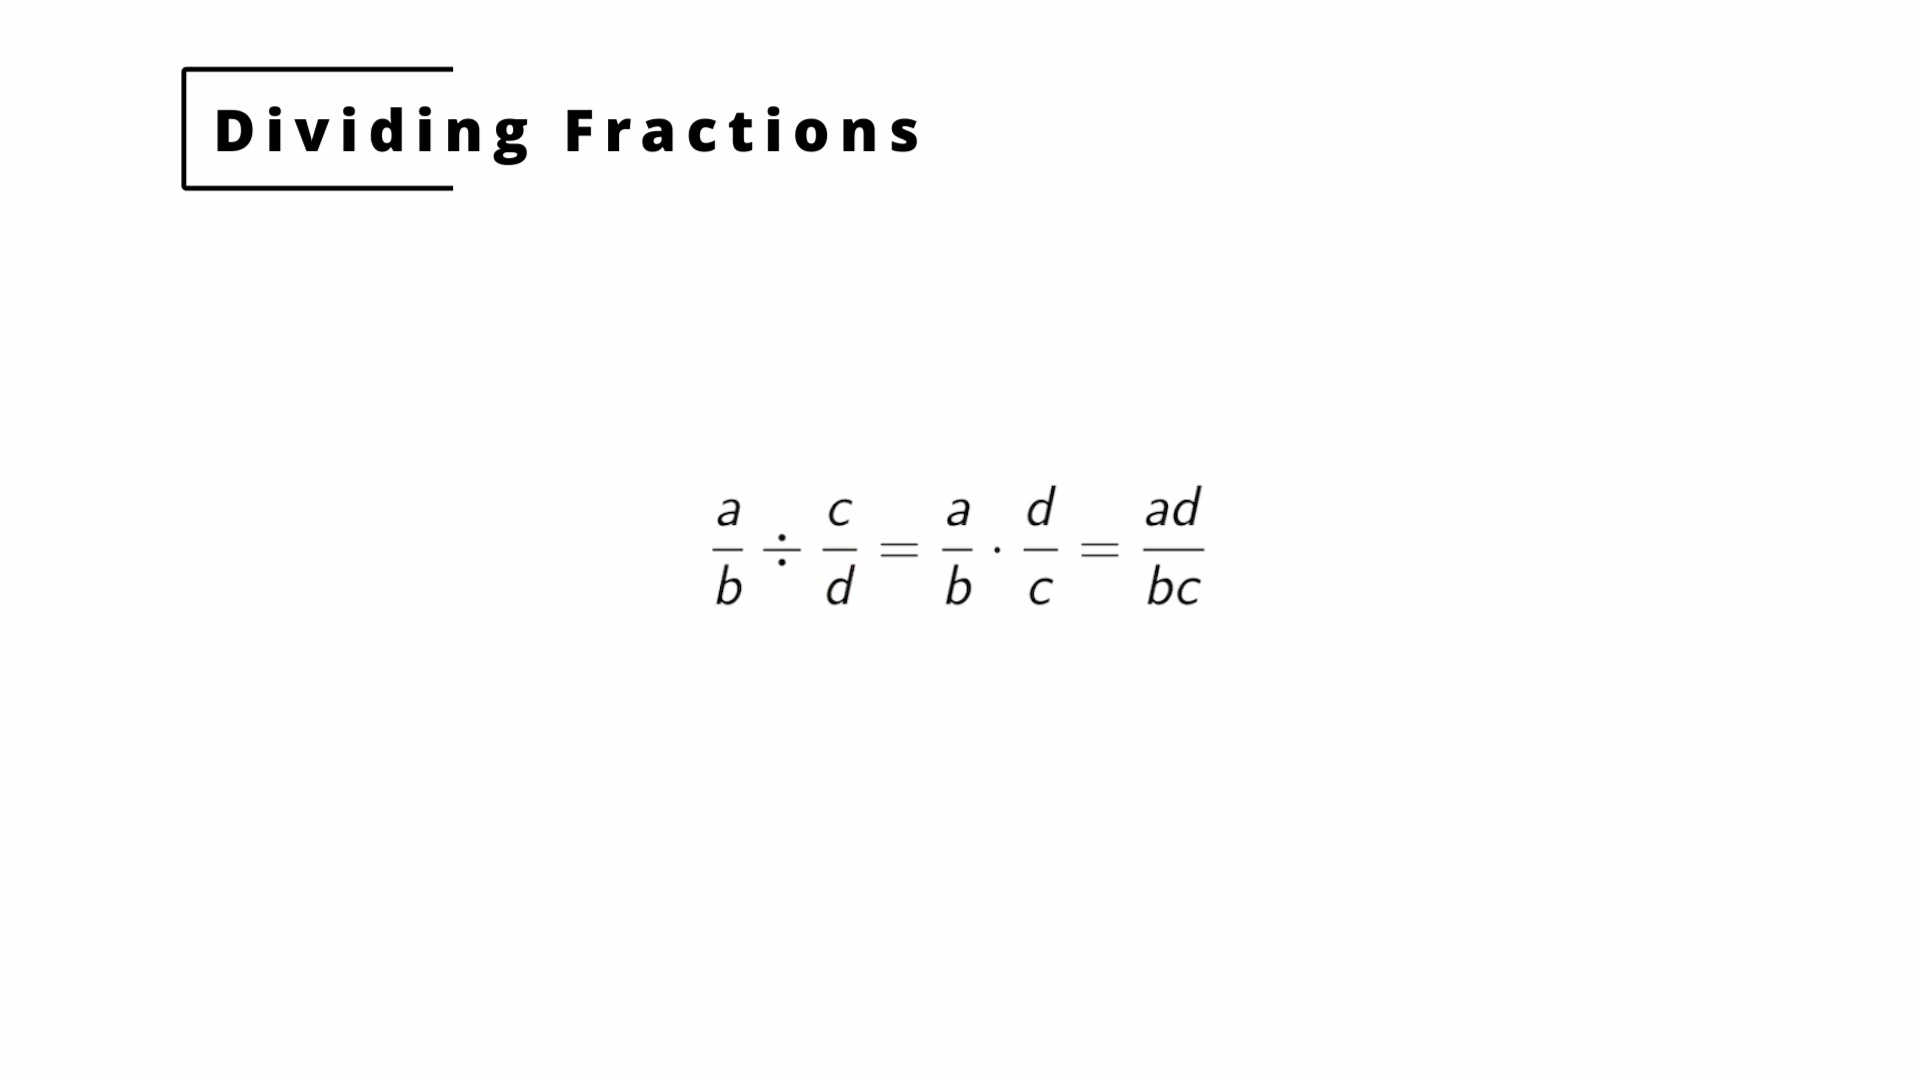 Dividing Fractions
a/b ÷ c/d = a/b · d/c = ad/bc